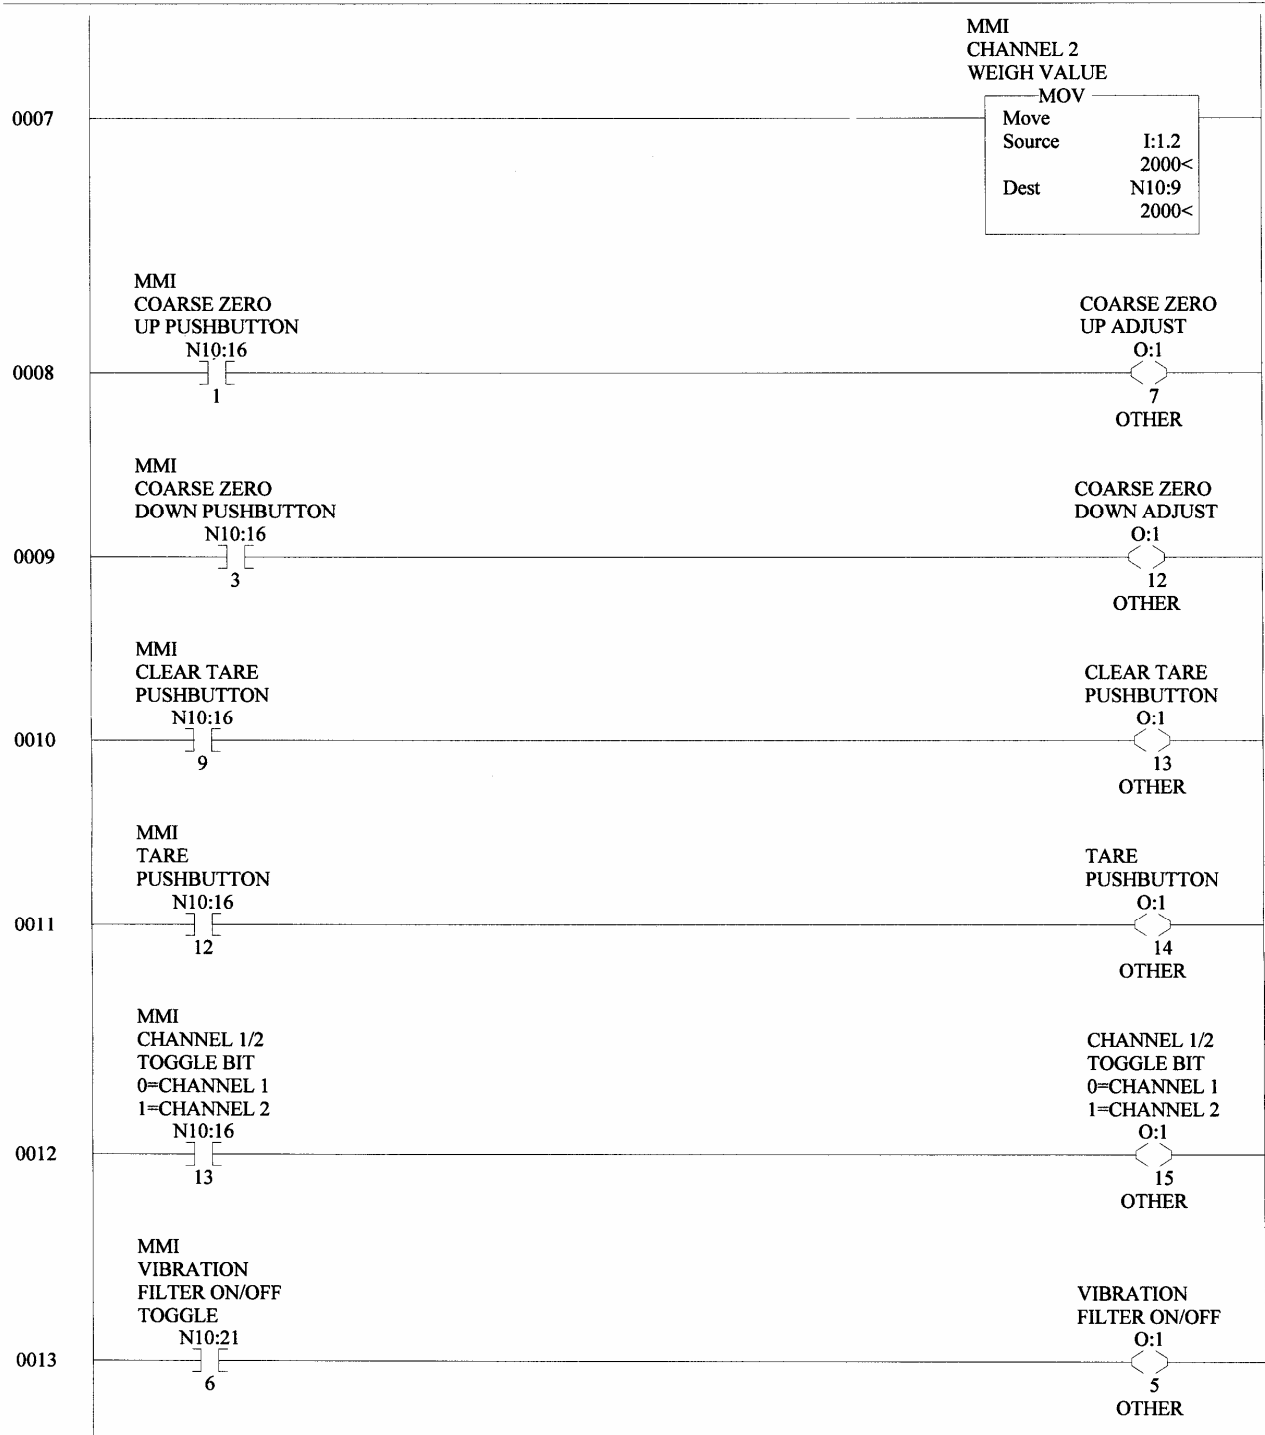 MMI
CHANNEL 2
WEIGH VALUE
MOV
0007
Move
Source I:1.2
2000<
Dest N10:9
2000<
MMI
COARSE ZERO
UP PUSHBUTTON
N10:16
1
COARSE ZERO
UP ADJUST
O:1
7
OTHER
0008
MMI
COARSE ZERO
DOWN PUSHBUTTON
N10:16
3
COARSE ZERO
DOWN ADJUST
O:1
12
OTHER
0009
MMI
CLEAR TARE
PUSHBUTTON
N10:16
9
CLEAR TARE
PUSHBUTTON
O:1
13
OTHER
0010
MMI
TARE
PUSHBUTTON
N10:16
12
TARE
PUSHBUTTON
O:1
14
OTHER
0011
MMI
CHANNEL 1/2
TOGGLE BIT
0=CHANNEL 1
1=CHANNEL 2
N10:16
13
CHANNEL 1/2
TOGGLE BIT
0=CHANNEL 1
1=CHANNEL 2
O:1
15
OTHER
0012
MMI
VIBRATION
FILTER ON/OFF
TOGGLE
N10:21
6
VIBRATION
FILTER ON/OFF
O:1
5
OTHER
0013